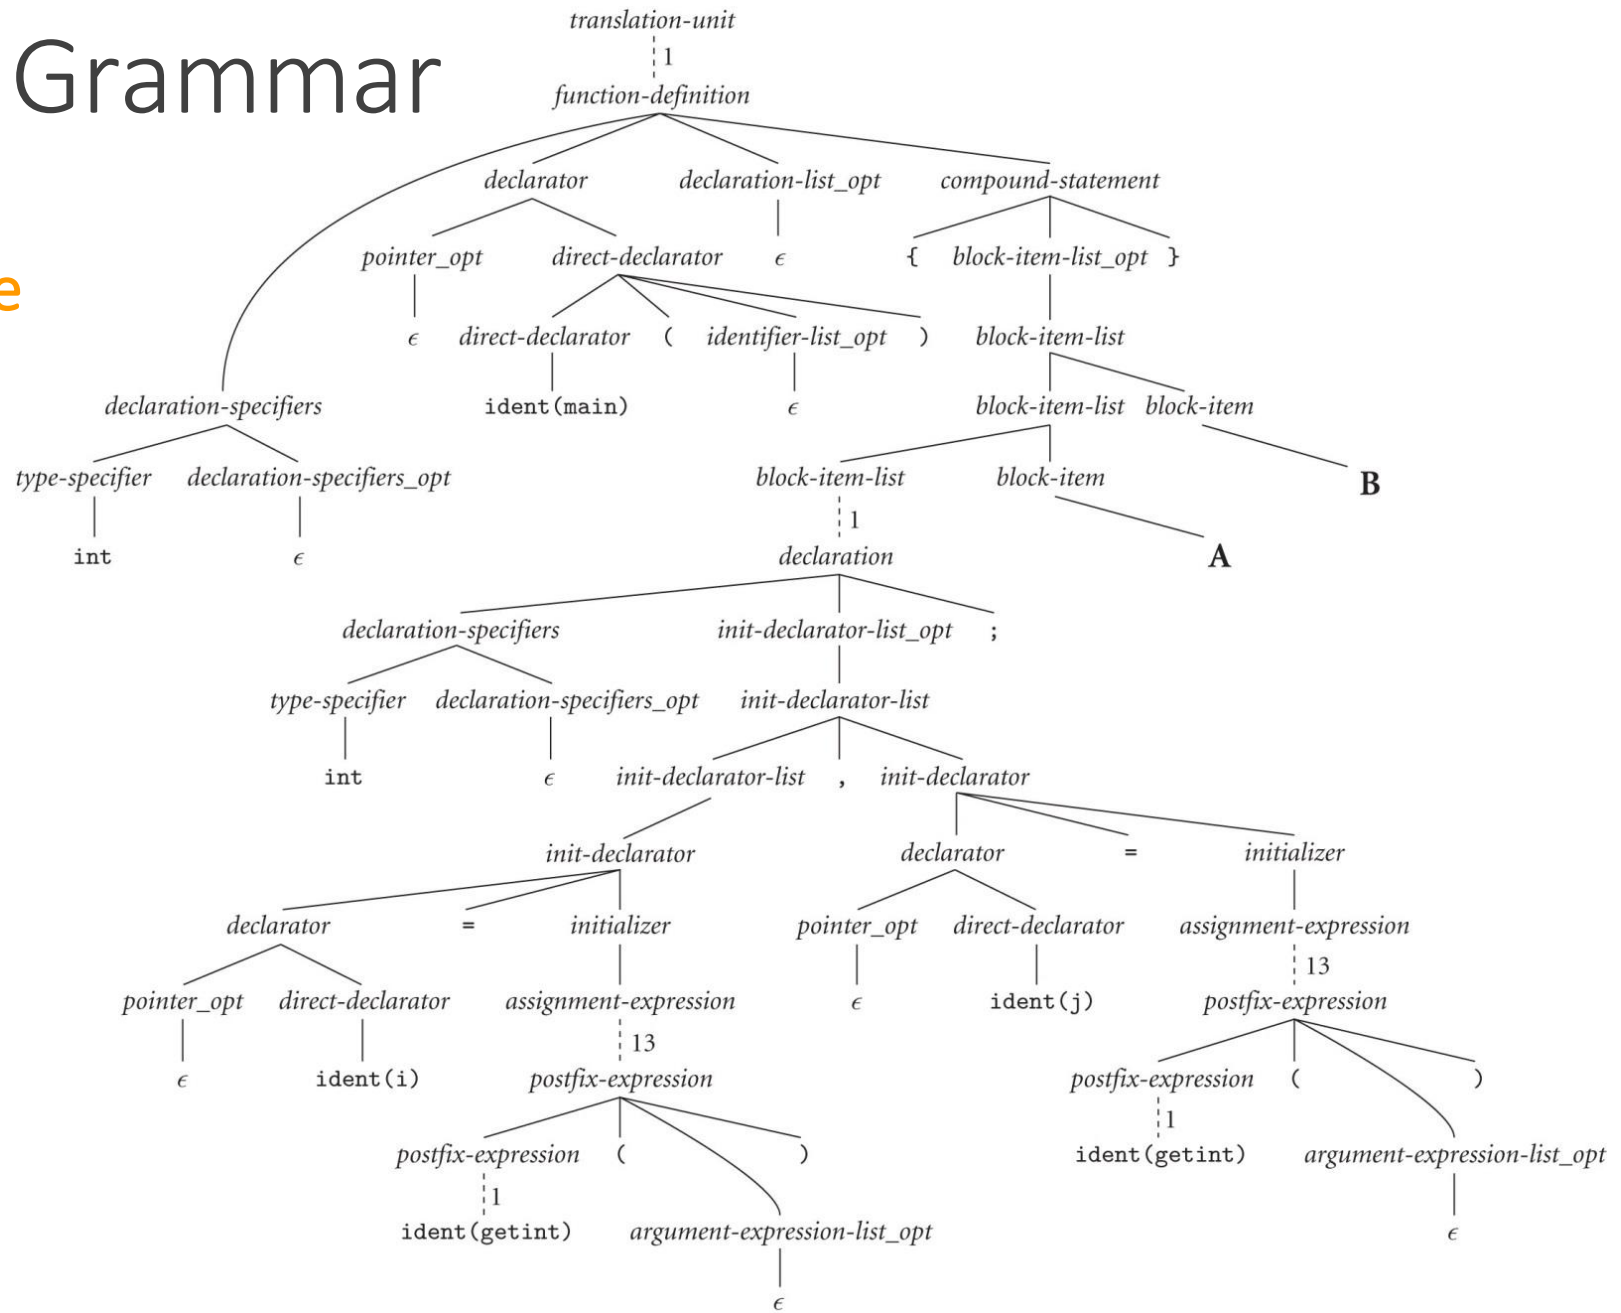 Grammar
e
translation-unit
1
function-definition
declarator declaration-list_opt compound-statement
pointer_opt direct-declarator ϵ { block-item-list_opt }
ϵ direct-declarator ( identifier-list_opt ) block-item-list
declaration-specifiers ident(main) ϵ block-item-list block-item
type-specifier declaration-specifiers_opt block-item-list block-item B
1
int ϵ declaration A
declaration-specifiers init-declarator-list_opt ;
type-specifier declaration-specifiers_opt init-declarator-list
int ϵ init-declarator-list , init-declarator
init-declarator declarator = initializer
declarator = initializer pointer_opt direct-declarator assignment-expression
13
pointer_opt direct-declarator assignment-expression ϵ ident(j) postfix-expression
13
ϵ ident(i) postfix-expression postfix-expression ( )
1
postfix-expression ( ) ident(getint) argument-expression-list_opt
1
ident(getint) argument-expression-list_opt ϵ
ϵ